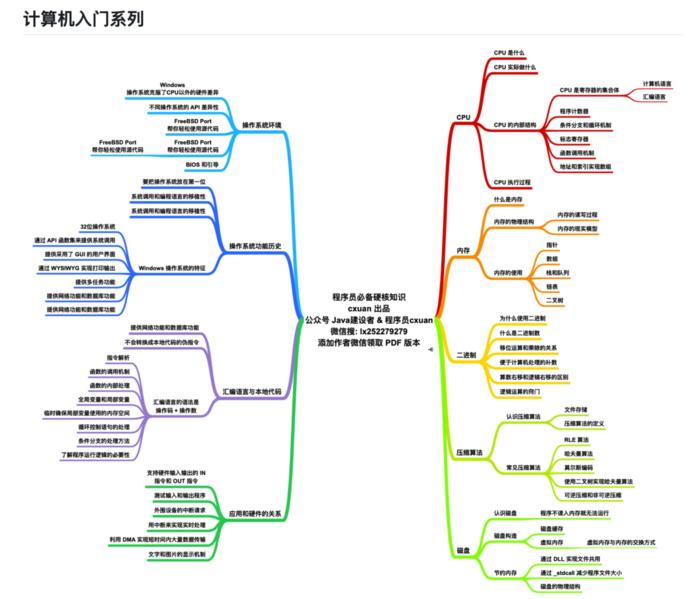 计算机入门系列
程序员必备硬核知识
cxuan 出品
公众号 Java建设者 & 程序员cxuan
微信搜: lx252279279
添加作者微信领取 PDF 版本
操作系统环境
Windows
操作系统克服了CPU以外的硬件差异
不同操作系统的 API 差异性
FreeBSD Port
帮你轻松使用源代码
FreeBSD Port
帮你轻松使用源代码
FreeBSD Port
帮你轻松使用源代码
BIOS 和引导
操作系统功能历史
要把操作系统放在第一位
系统调用和编程语言的移植性
系统调用和编程语言的移植性
Windows 操作系统的特征
32位操作系统
通过 API 函数集来提供系统调用
提供采用了 GUI 的用户界面
通过 WYSIWYG 实现打印输出
提供多任务功能
提供网络功能和数据库功能
提供网络功能和数据库功能
汇编语言与本地代码
提供网络功能和数据库功能
不会转换成本地代码的伪指令
汇编语言的语法是
操作码 + 操作数
指令解析
函数的调用机制
函数的内部处理
全局变量和局部变量
临时确保局部变量使用的内存空间
循环控制语句的处理
条件分支的处理方法
了解程序运行逻辑的必要性
应用和硬件的关系
支持硬件输入输出的 IN
指令和 OUT 指令
测试输入和输出程序
外围设备的中断请求
用中断来实现实时处理
利用 DMA 实现短时间内大量数据传输
文字和图片的显示机制
CPU
CPU 是什么
CPU 实际做什么
CPU 的内部结构
CPU 是寄存器的集合体
计算机语言
汇编语言
程序计数器
条件分支和循环机制
标志寄存器
函数调用机制
地址和索引实现数组
CPU 执行过程
内存
什么是内存
内存的物理结构
内存的读写过程
内存的现实模型
内存的使用
指针
数组
栈和队列
链表
二叉树
二进制
为什么使用二进制
什么是二进制数
移位运算和乘除的关系
便于计算机处理的补数
算数右移和逻辑右移的区别
逻辑运算的窍门
压缩算法
认识压缩算法
文件存储
压缩算法的定义
常见压缩算法
RLE 算法
哈夫曼算法
莫尔斯编码
使用二叉树实现哈夫曼算法
可逆压缩和非可逆压缩
磁盘
认识磁盘
程序不读入内存就无法运行
磁盘构造
磁盘缓存
虚拟内存
虚拟内存与内存的交换方式
节约内存
通过 DLL 实现文件共用
通过 _stdcall 减少程序文件大小
磁盘的物理结构